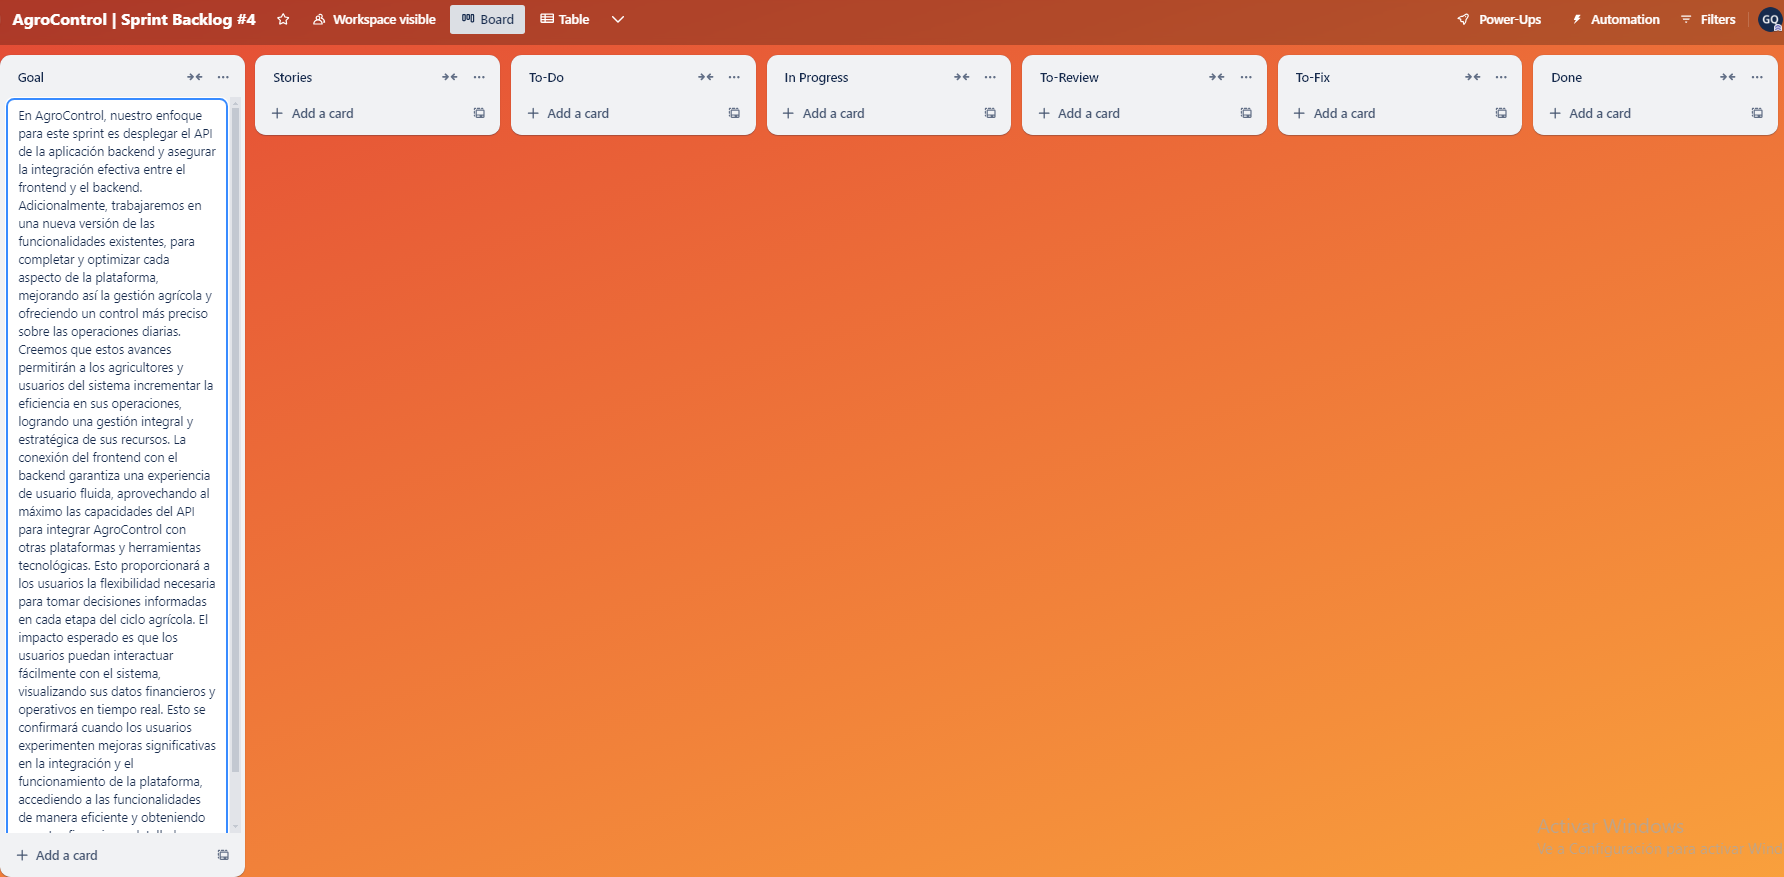 AgroControl | Sprint Backlog #4
Workspace visible
Board
Table
Power-Ups
Automation
Filters
GQ
Goal
En AgroControl, nuestro enfoque
para este sprint es desplegar el API
de la aplicación backend y asegurar
la integración efectiva entre el
frontend y el backend.
Adicionalmente, trabajaremos en
una nueva versión de las
funcionalidades existentes, para
completar y optimizar cada
aspecto de la plataforma,
mejorando así la gestión agrícola y
ofreciendo un control más preciso
sobre las operaciones diarias.
Creemos que estos avances
permitirán a los agricultores y
usuarios del sistema incrementar la
eficiencia en sus operaciones,
logrando una gestión integral y
estratégica de sus recursos. La
conexión del frontend con el
backend garantiza una experiencia
de usuario fluida, aprovechando al
máximo las capacidades del API
para integrar AgroControl con
otras plataformas y herramientas
tecnológicas. Esto proporcionará a
los usuarios la flexibilidad necesaria
para tomar decisiones informadas
en cada etapa del ciclo agrícola. El
impacto esperado es que los
usuarios puedan interactuar
fácilmente con el sistema,
visualizando sus datos financieros y
operativos en tiempo real. Esto se
confirmará cuando los usuarios
experimenten mejoras significativas
en la integración y el
funcionamiento de la plataforma,
accediendo a las funcionalidades
de manera eficiente y obteniendo
Add a card
Stories
Add a card
To-Do
Add a card
In Progress
Add a card
To-Review
Add a card
To-Fix
Add a card
Done
Add a card
Activar Windows